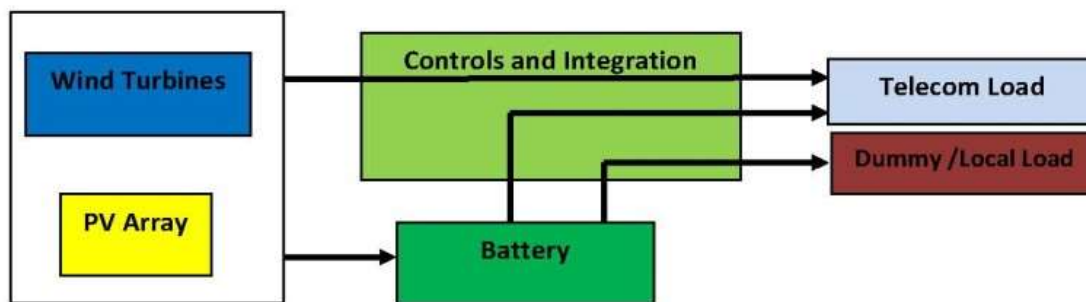 Wind Turbines
PV Array
Controls and Integration
Battery
Telecom Load
Dummy /Local Load